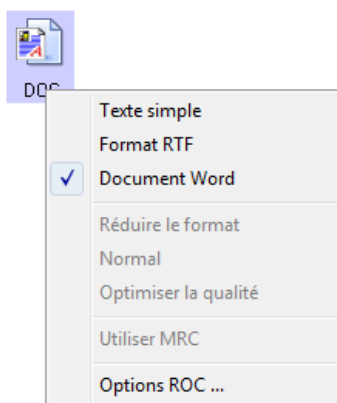 DOC
Texte simple
Format RTF
Document Word
Réduire le format
Normal
Optimiser la qualité
Utiliser MRC
Options ROC ...